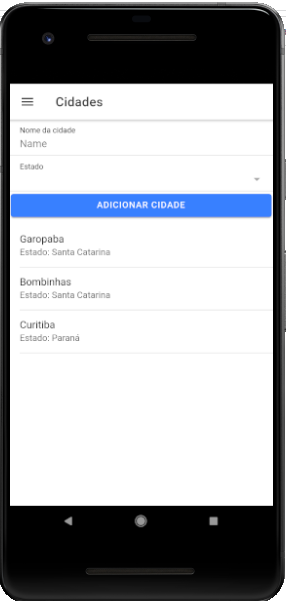 Cidades
Nome da cidade
Name
Estado
ADICIONAR CIDADE
Garopaba
Estado: Santa Catarina
Bombinhas
Estado: Santa Catarina
Curitiba
Estado: Paraná